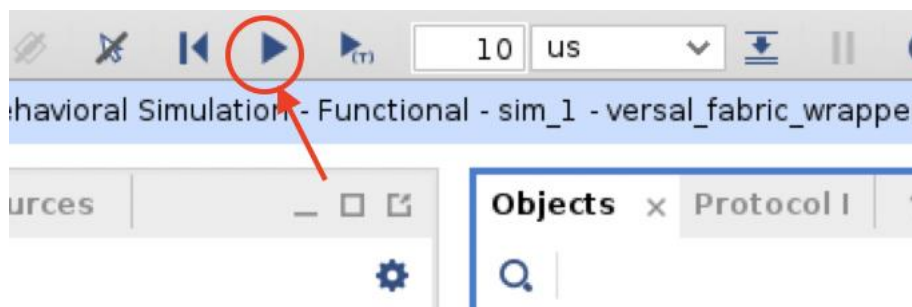 (T) 10 us
ehavioral Simulation - Functional - sim_1 - versal_fabric_wrappe
urces Objects Protocol I